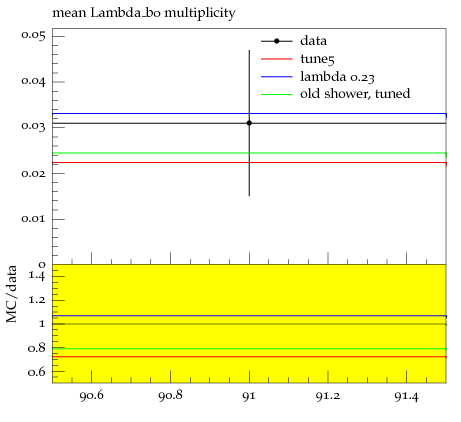 mean Lambda_bo multiplicity
0.05
0.04
0.03
0.02
0.01
0
data
tune5
lambda 0.23
old shower, tuned
MC/data
1.4
1.2
1
0.8
0.6
90.6 90.8 91 91.2 91.4